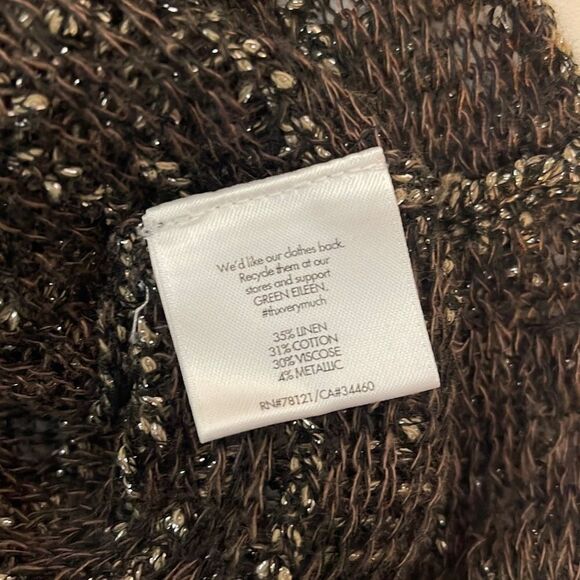 We'd like our clothes back.
Recycle them at our
stores and support
GREEN EILEEN.
#thxverymuch
35% LINEN
31% COTTON
30% VISCOSE
4% METALLIC
RN#78121/CA#34460